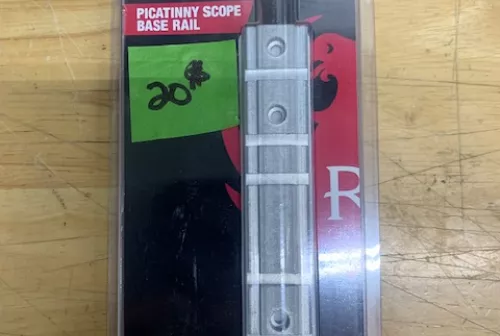 PICATINNY SCOPE
BASE RAIL
20
R